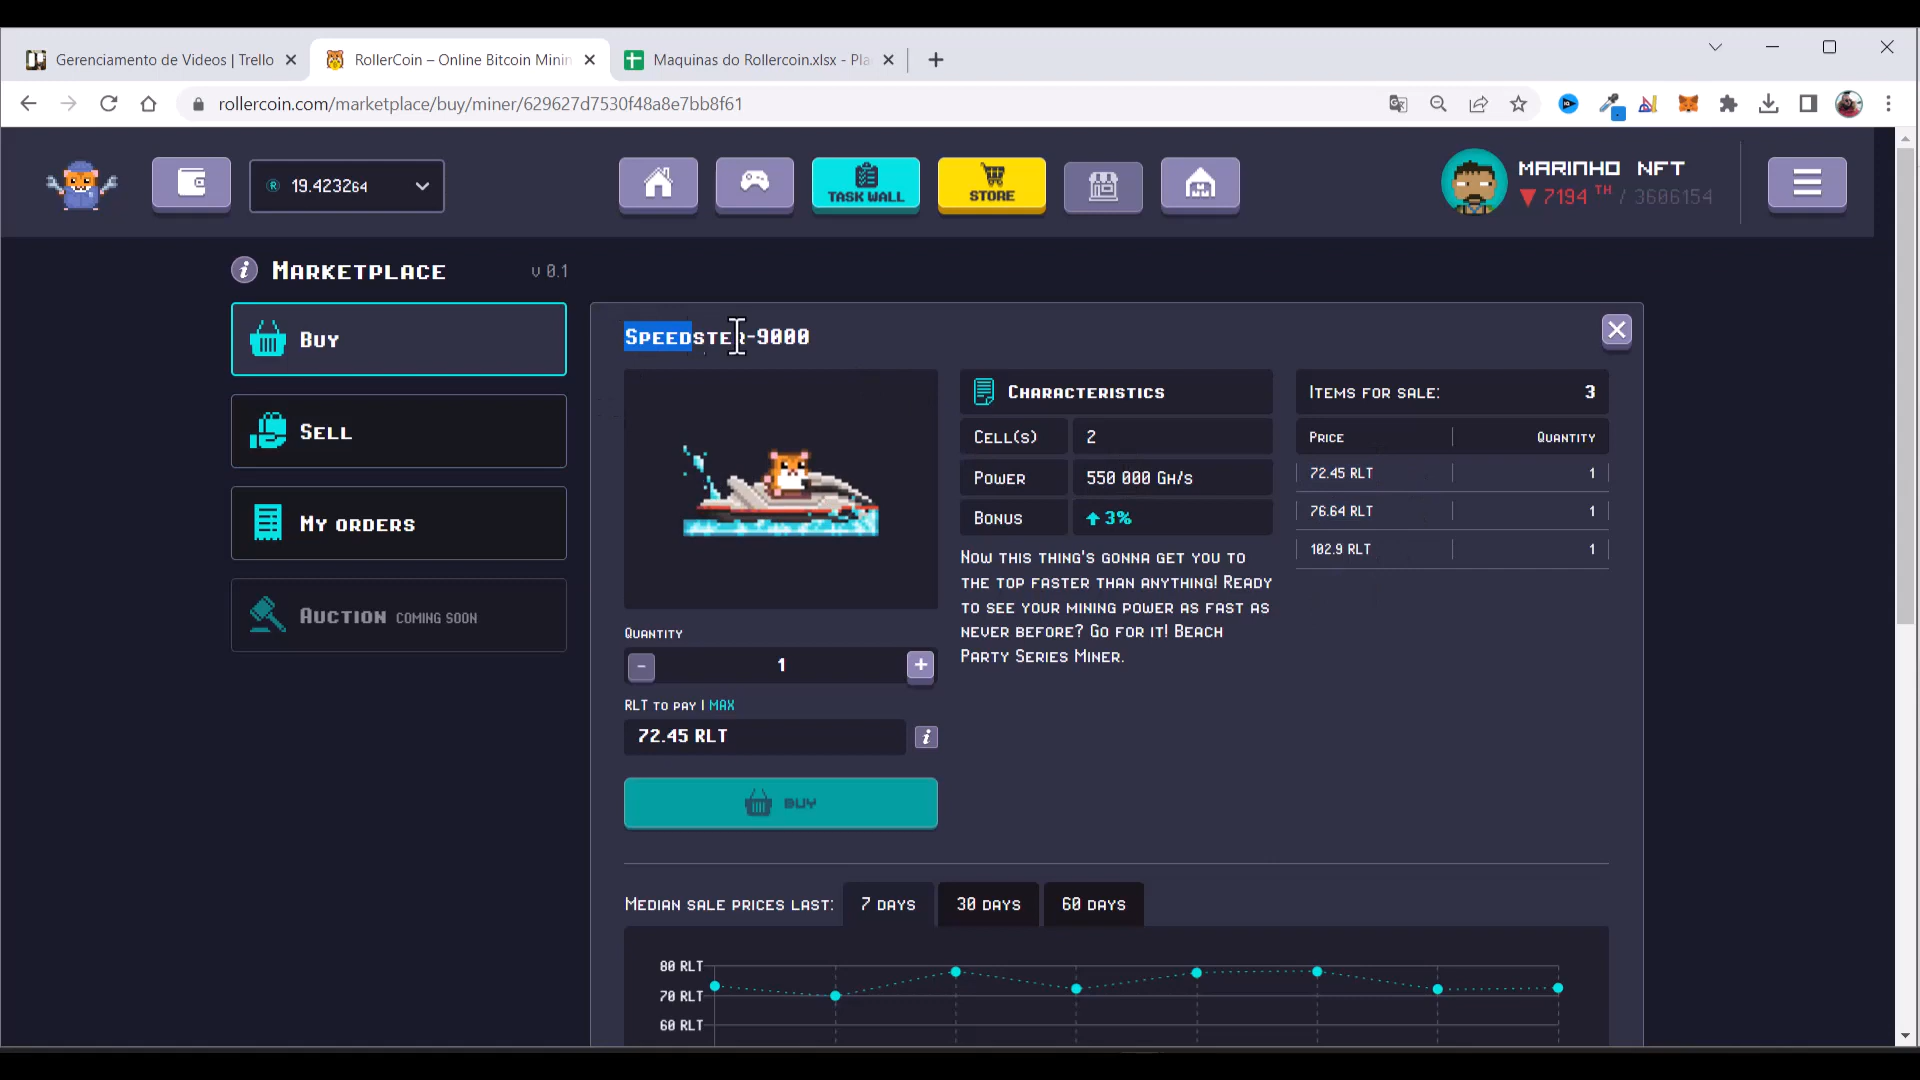 Gerenciamento de Videos | Trello
RollerCoin – Online Bitcoin Minin
Maquinas do Rollercoin.xlsx - Pla
rollercoin.com/marketplace/buy/miner/629627d7530f48a8e7bb8f61
19.423264
TASK WALL
STORE
MARINHO NFT
7194 TH / 3606154
MARKETPLACE
v 0.1
BUY
SELL
MY ORDERS
AUCTION COMING SOON
SPEEDSTER-9000
CHARACTERISTICS
CELL(S) 2
POWER 550 000 GH/S
BONUS 3%
NOW THIS THING'S GONNA GET YOU TO
THE TOP FASTER THAN ANYTHING! READY
TO SEE YOUR MINING POWER AS FAST AS
NEVER BEFORE? GO FOR IT! BEACH
PARTY SERIES MINER.
ITEMS FOR SALE: 3
PRICE QUANTITY
72.45 RLT 1
76.64 RLT 1
102.9 RLT 1
QUANTITY
- 1 +
RLT TO PAY | MAX
72.45 RLT
BUY
MEDIAN SALE PRICES LAST: 7 DAYS 30 DAYS 60 DAYS
80 RLT
70 RLT
60 RLT